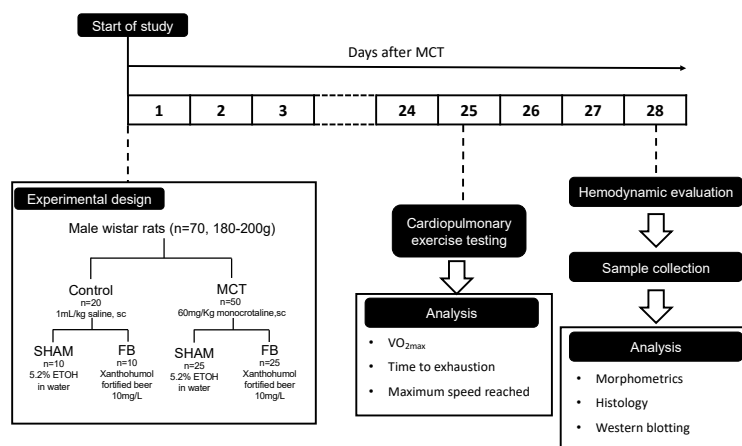 Start of study
Days after MCT
1 2 3 24 25 26 27 28
Experimental design
Male wistar rats (n=70, 180-200g)
Control
n=20
1mL/kg saline, sc
MCT
n=50
60mg/Kg monocrotaline,sc
SHAM
n=10
5.2% ETOH
in water
FB
n=10
Xanthohumol
fortified beer
10mg/L
SHAM
n=25
5.2% ETOH
in water
FB
n=25
Xanthohumol
fortified beer
10mg/L
Cardiopulmonary
exercise testing
Analysis
• VO2max
• Time to exhaustion
• Maximum speed reached
Hemodynamic evaluation
Sample collection
Analysis
• Morphometrics
• Histology
• Western blotting